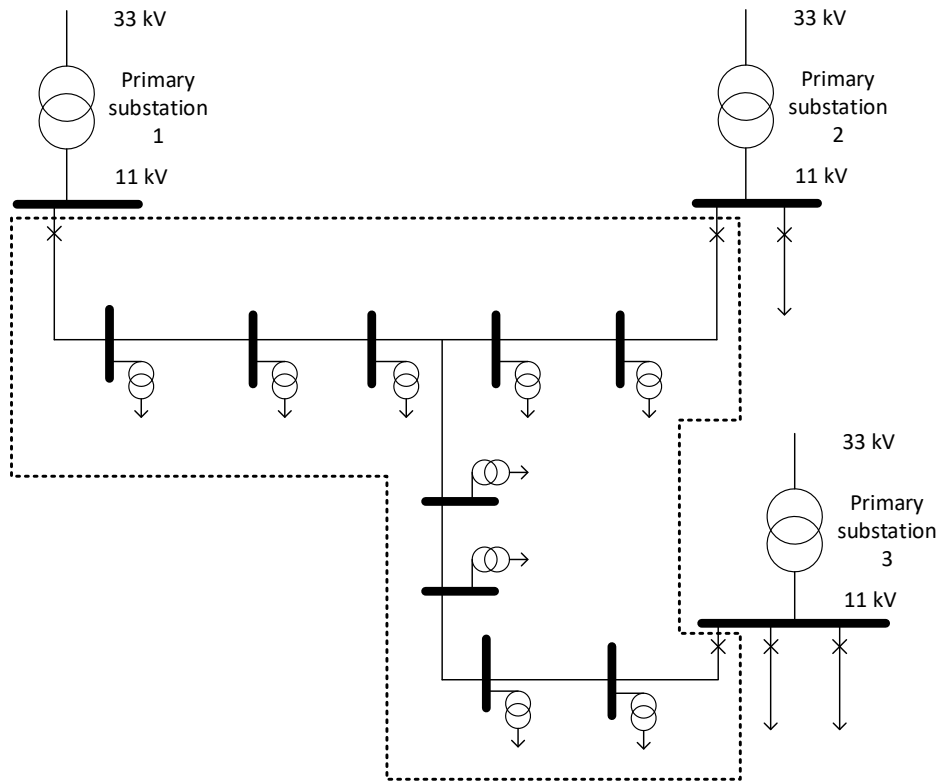 33 kV
Primary
substation
1
11 kV
33 kV
Primary
substation
2
11 kV
33 kV
Primary
substation
3
11 kV